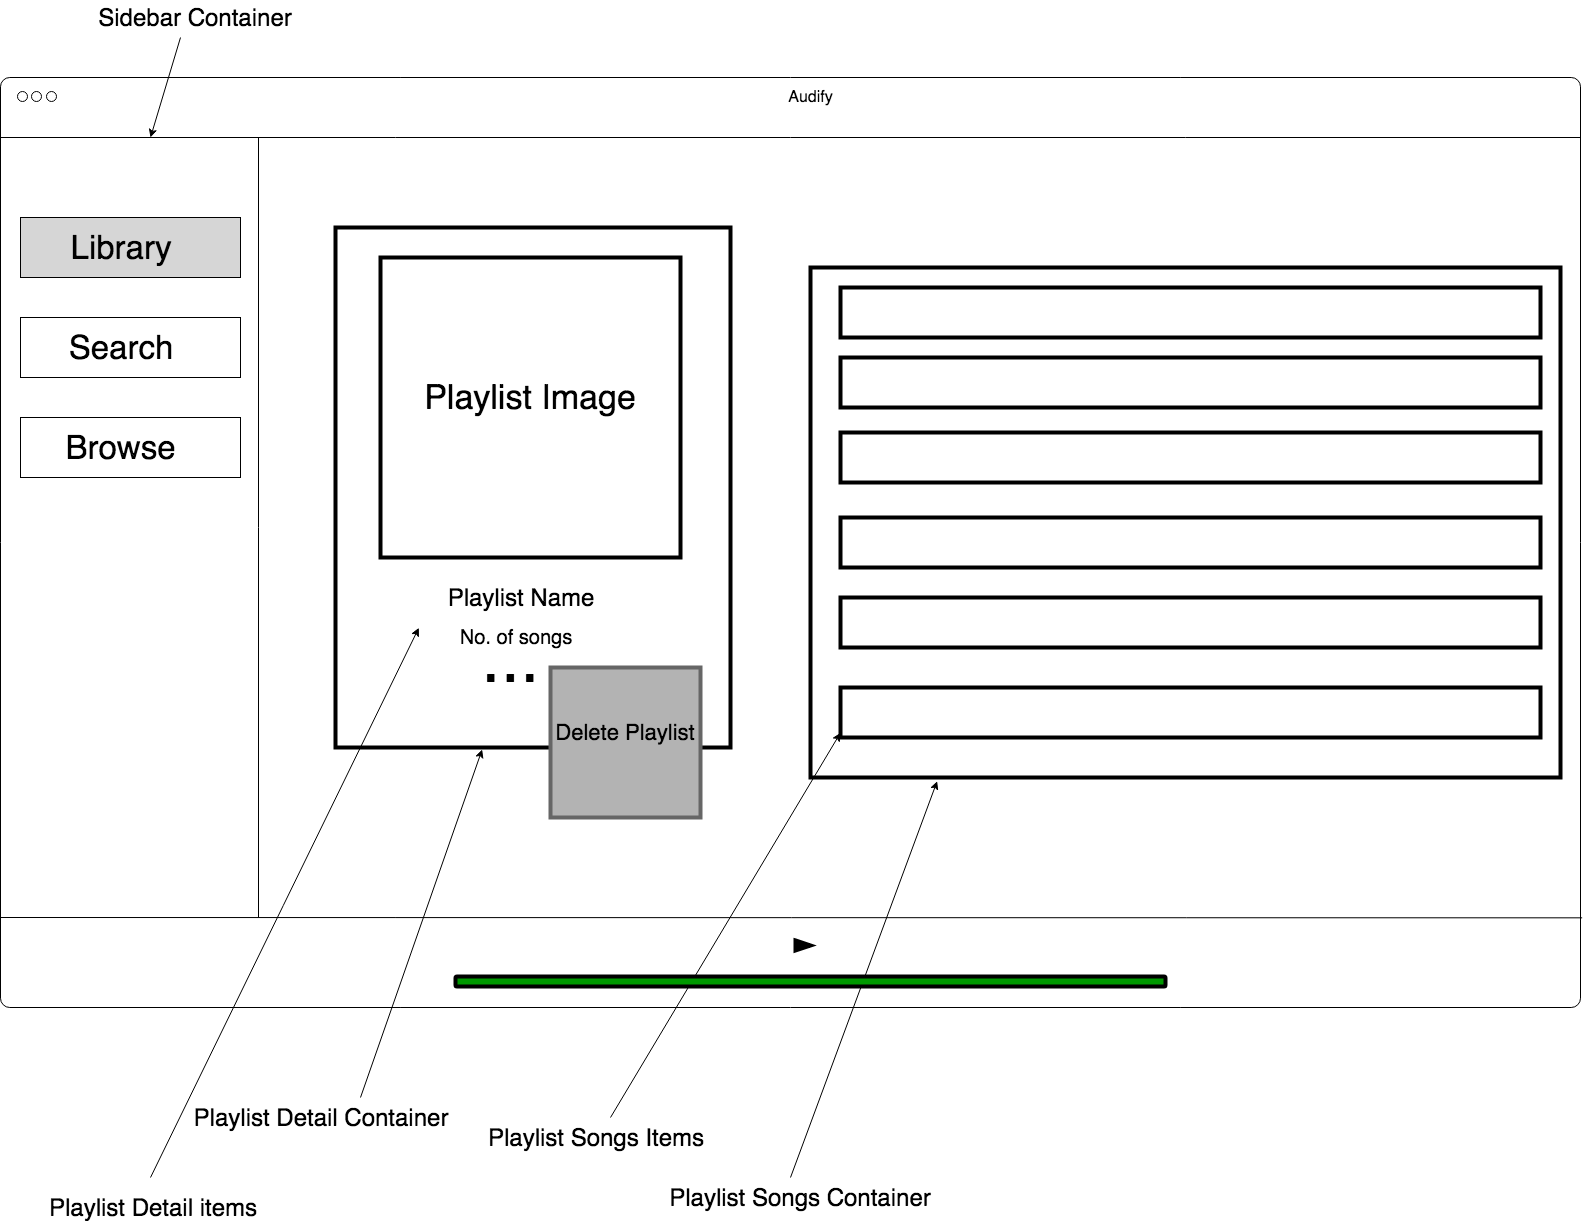 Sidebar Container
Audify
Library
Search
Browse
Playlist Image
Playlist Name
No. of songs
...
Delete Playlist
Playlist Detail Container
Playlist Songs Items
Playlist Detail items
Playlist Songs Container